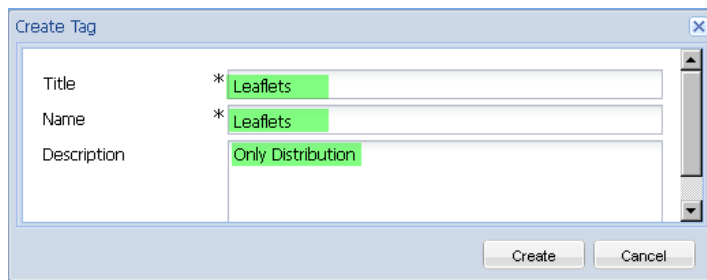 Create Tag
Title * Leaflets
Name * Leaflets
Description Only Distribution
Create Cancel